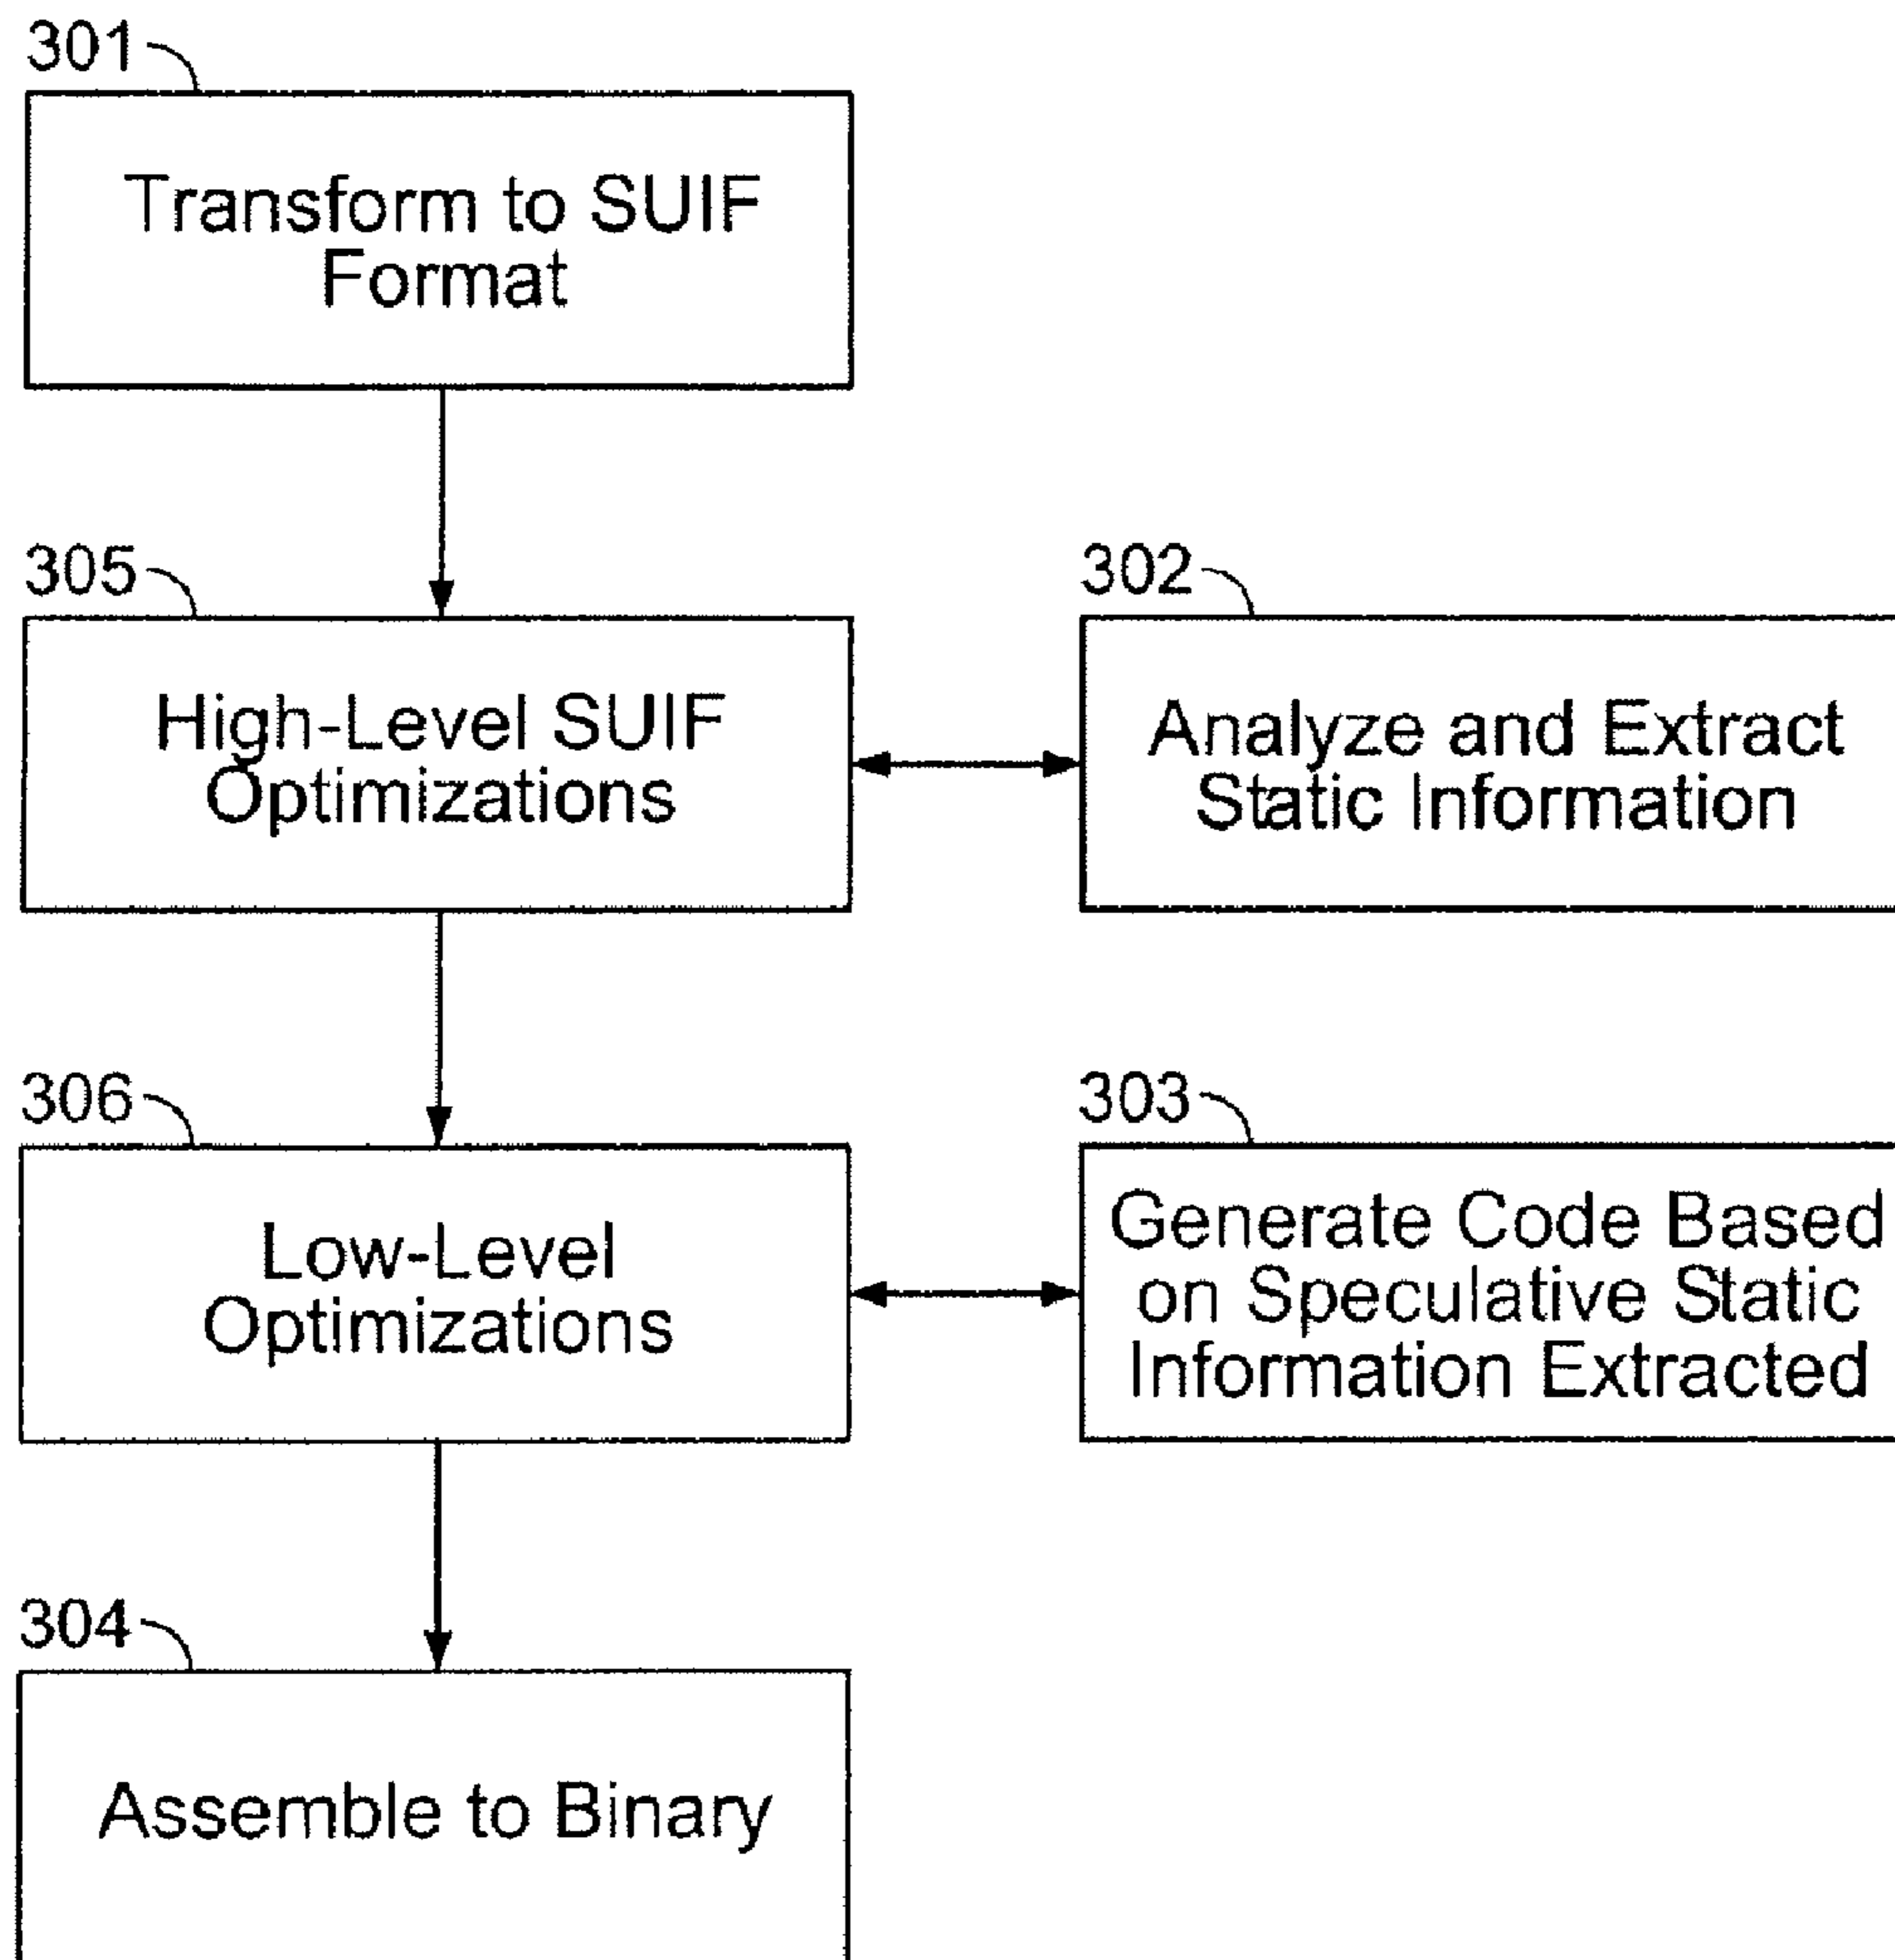 301
Transform to SUIF
Format
305
High-Level SUIF
Optimizations
302
Analyze and Extract
Static Information
306
Low-Level
Optimizations
303
Generate Code Based
on Speculative Static
Information Extracted
304
Assemble to Binary